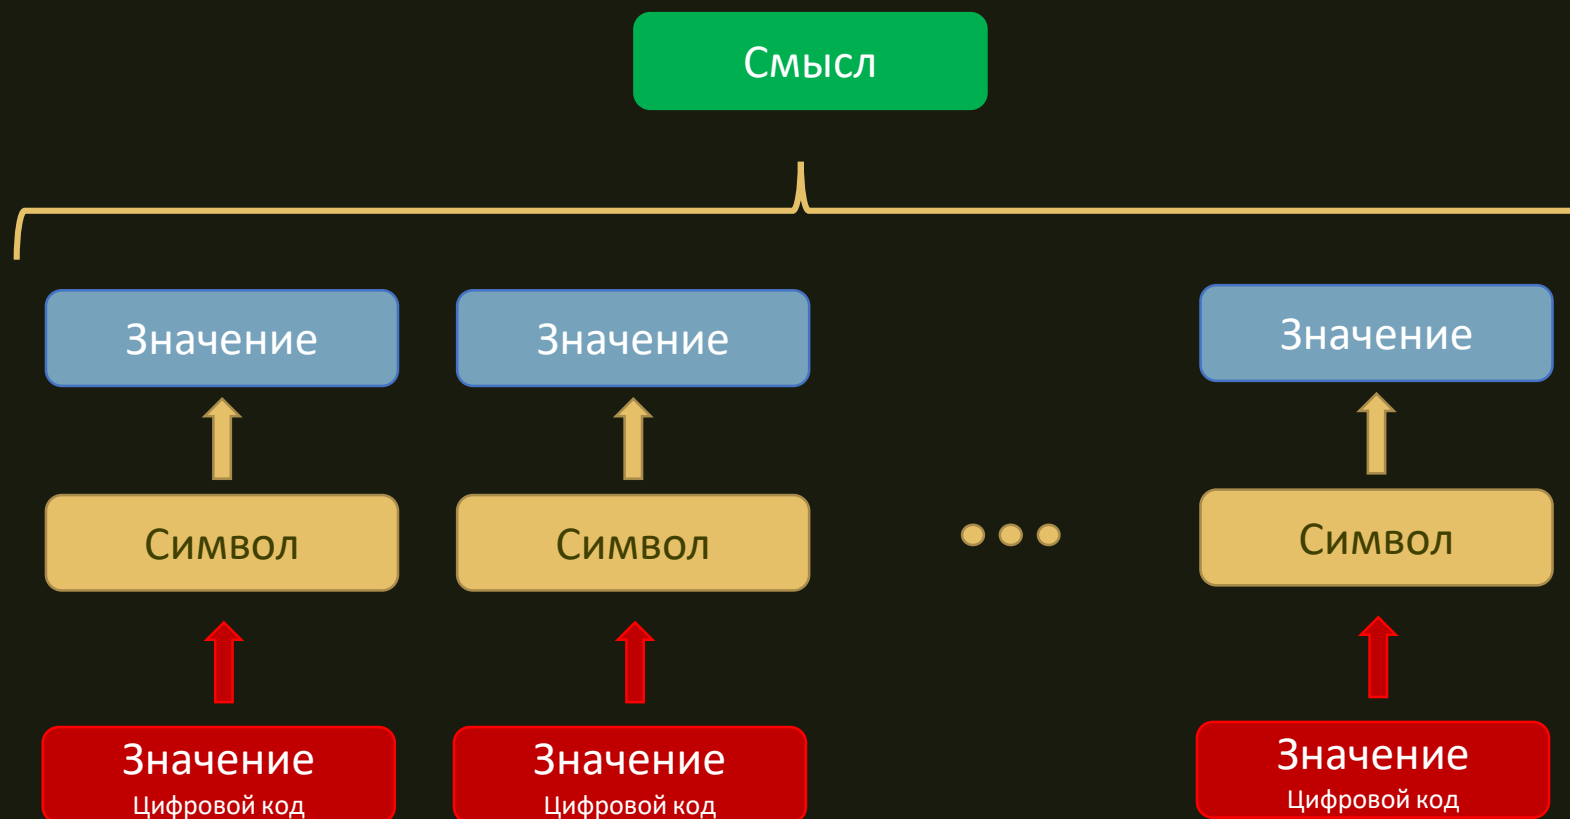 Смысл
Значение
Значение
Значение
Символ
Символ
Символ
Значение
Цифровой код
Значение
Цифровой код
Значение
Цифровой код